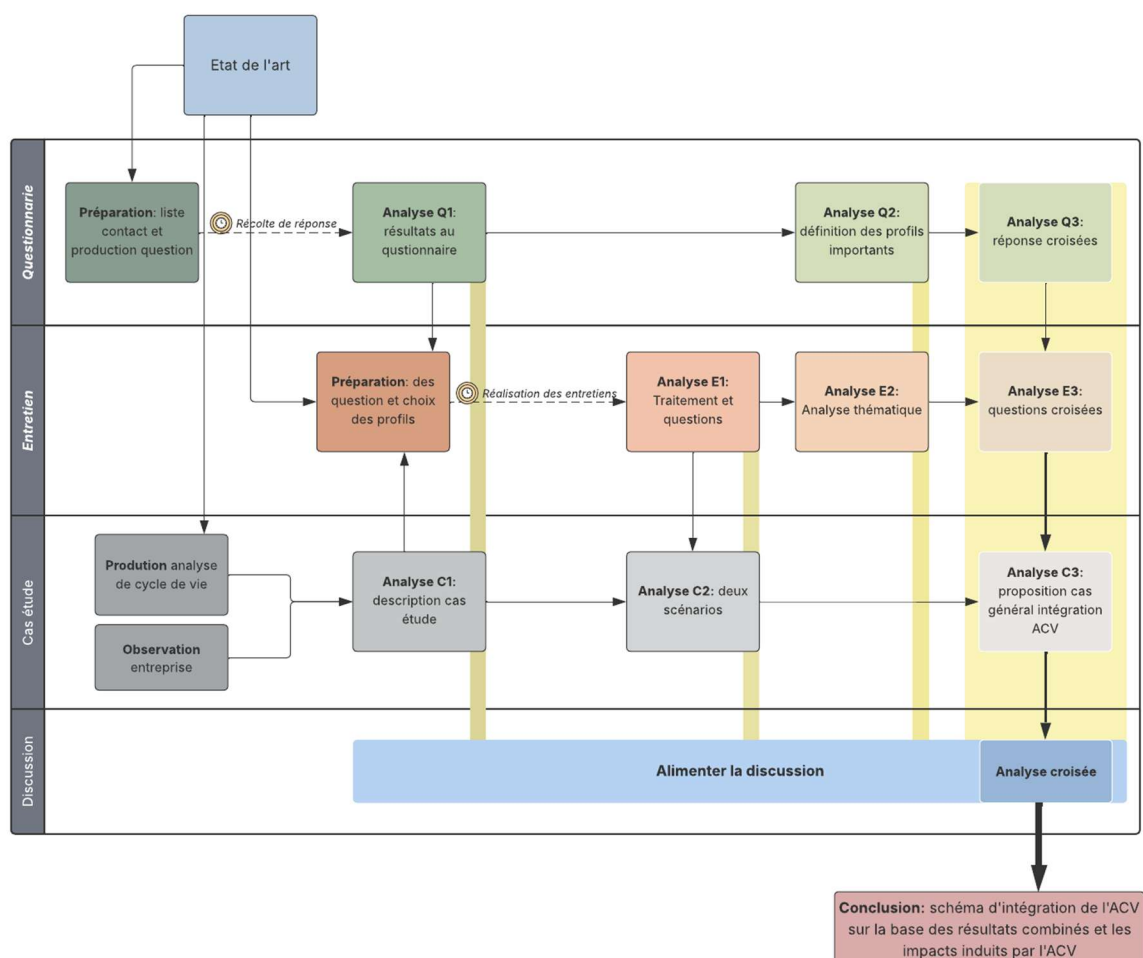 Etat de l'art
Questionnarie
Préparation: liste
contact et
production question
Récolte de réponse
Analyse Q1:
résultats au
qustionnaire
Analyse Q2:
définition des profils
importants
Analyse Q3:
réponse croisées
Entretien
Préparation: des
question et choix
des profils
Réalisation des entretiens
Analyse E1:
Traitement et
questions
Analyse E2:
Analyse thématique
Analyse E3:
questions croisées
Cas étude
Prodution analyse
de cycle de vie
Observation
entreprise
Analyse C1:
description cas
étude
Analyse C2: deux
scénarios
Analyse C3:
proposition cas
général intégration
ACV
Discussion
Alimenter la discussion
Analyse croisée
Conclusion: schéma d'intégration de l'ACV
sur la base des résultats combinés et les
impacts induits par l'ACV